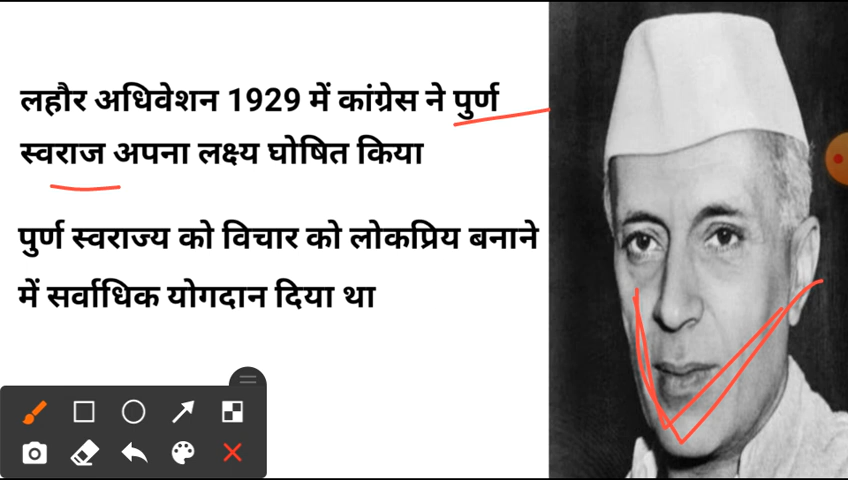 लहौर अधिवेशन 1929 में कांग्रेस ने पुर्ण
स्वराज अपना लक्ष्य घोषित किया
पुर्ण स्वराज्य को विचार को लोकप्रिय बनाने
में सर्वाधिक योगदान दिया था